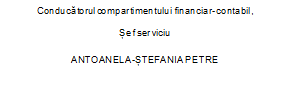 Conducătorul compartimentului financiar-contabil,
Șef serviciu
ANTOANELA-ȘTEFANIA PETRE